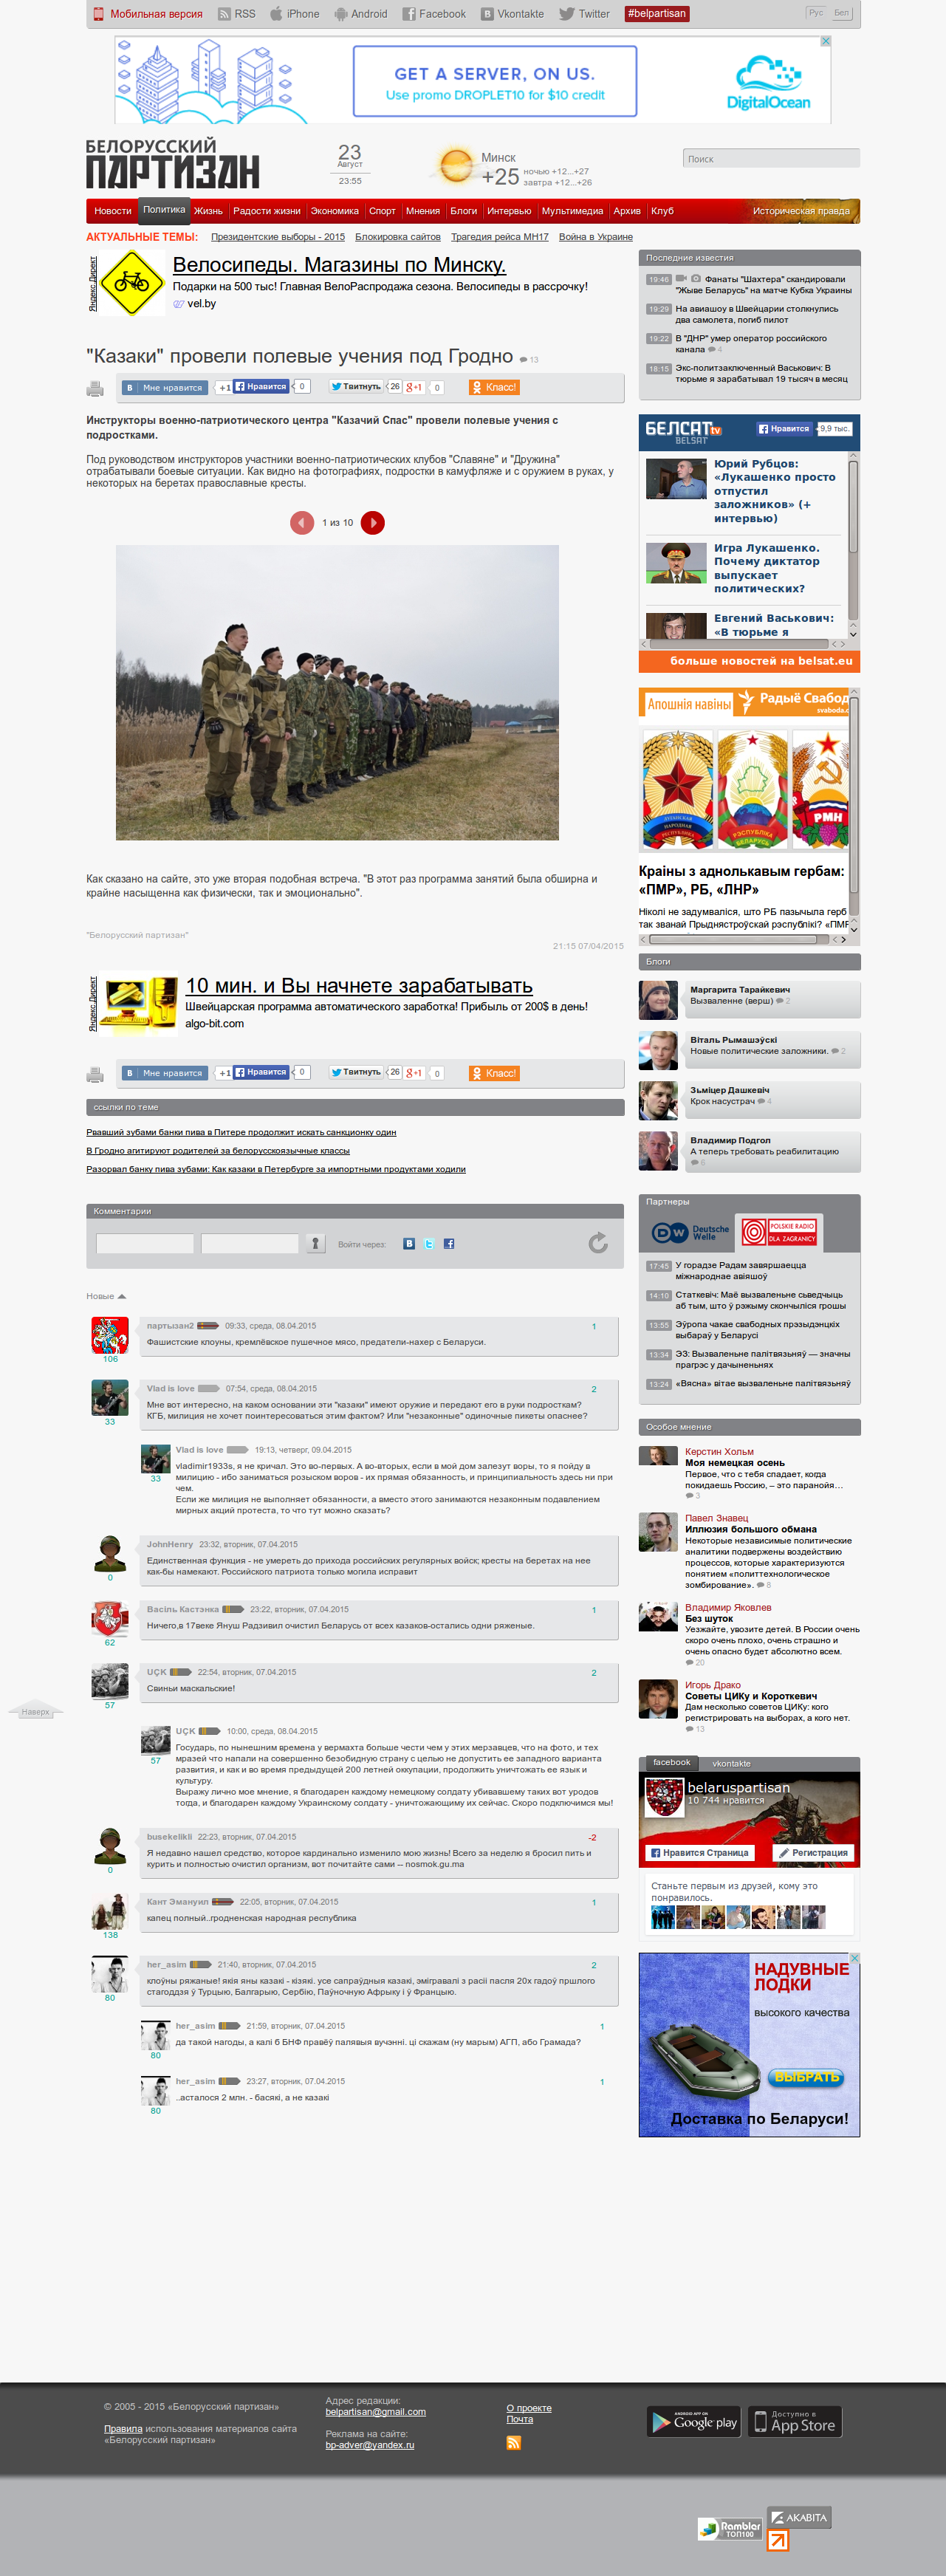 Мобильная версия RSS iPhone Android Facebook Vkontakte Twitter #belpartisan Рус Бел
GET A SERVER, ON US.
Use promo DROPLET10 for $10 credit
DigitalOcean
БЕЛОРУССКИЙ
ПАРТИЗАН
23
Август
23:55
Минск
+25 ночью +12...+27
завтра +12...+26
Поиск
Новости Политика Жизнь Радости жизни Экономика Спорт Мнения Блоги Интервью Мультимедиа Архив Клуб Историческая правда
АКТУАЛЬНЫЕ ТЕМЫ: Президентские выборы - 2015 Блокировка сайтов Трагедия рейса MH17 Война в Украине
Яндекс.Директ
Велосипеды. Магазины по Минску.
Подарки на 500 тыс! Главная ВелоРаспродажа сезона. Велосипеды в рассрочку!
vel.by
"Казаки" провели полевые учения под Гродно 13
Мне нравится +1 Нравится 0 Твитнуть 26 g+1 0 Класс!
Инструкторы военно-патриотического центра "Казачий Спас" провели полевые учения с
подростками.
Под руководством инструкторов участники военно-патриотических клубов "Славяне" и "Дружина"
отрабатывали боевые ситуации. Как видно на фотографиях, подростки в камуфляже и с оружием в руках, у
некоторых на беретах православные кресты.
1 из 10
Как сказано на сайте, это уже вторая подобная встреча. "В этот раз программа занятий была обширна и
крайне насыщенна как физически, так и эмоционально".
"Белорусский партизан"
21:15 07/04/2015
Яндекс.Директ
10 мин. и Вы начнете зарабатывать
Швейцарская программа автоматического заработка! Прибыль от 200$ в день!
algo-bit.com
Мне нравится +1 Нравится 0 Твитнуть 26 g+1 0 Класс!
ссылки по теме
Рвавший зубами банки пива в Питере продолжит искать санкционку один
В Гродно агитируют родителей за белорусскоязычные классы
Разорвал банку пива зубами: Как казаки в Петербурге за импортными продуктами ходили
Комментарии
Войти через:
Новые
партызан2 09:33, среда, 08.04.2015 1
Фашистские клоуны, кремлёвское пушечное мясо, предатели-нахер с Беларуси.
106
Vlad is love 07:54, среда, 08.04.2015 2
Мне вот интересно, на каком основании эти "казаки" имеют оружие и передают его в руки подросткам?
КГБ, милиция не хочет поинтересоваться этим фактом? Или "незаконные" одиночные пикеты опаснее?
33
Vlad is love 19:13, четверг, 09.04.2015
vladimir1933s, я не кричал. Это во-первых. А во-вторых, если в мой дом залезут воры, то я пойду в
милицию - ибо заниматься розыском воров - их прямая обязанность, и принципиальность здесь ни при
чем.
Если же милиция не выполняет обязанности, а вместо этого занимаются незаконным подавлением
мирных акций протеста, то что тут можно сказать?
33
JohnHenry 23:32, вторник, 07.04.2015
Единственная функция - не умереть до прихода российских регулярных войск; кресты на беретах на нее
как-бы намекают. Российского патриота только могила исправит
0
Васіль Кастэнка 23:22, вторник, 07.04.2015 1
Ничего,в 17веке Януш Радзивил очистил Беларусь от всех казаков-остались одни ряженые.
62
UÇK 22:54, вторник, 07.04.2015 2
Свиньи маскальские!
57
UÇK 10:00, среда, 08.04.2015
Государь, по нынешним времена у вермахта больше чести чем у этих мерзавцев, что на фото, и тех
мразей что напали на совершенно безобидную страну с целью не допустить ее западного варианта
развития, и как и во время предыдущей 200 летней оккупации, продолжить уничтожать ее язык и
культуру.
Выражу лично мое мнение, я благодарен каждому немецкому солдату убивавшему таких вот уродов
тогда, и благодарен каждому Украинскому солдату - уничтожающему их сейчас. Скоро подключимся мы!
57
busekelikli 22:23, вторник, 07.04.2015 -2
Я недавно нашел средство, которое кардинально изменило мою жизнь! Всего за неделю я бросил пить и
курить и полностью очистил организм, вот почитайте сами -- nosmok.gu.ma
0
Кант Эмануил 22:05, вторник, 07.04.2015 1
капец полный..гродненская народная республика
138
her_asim 21:40, вторник, 07.04.2015 2
клоўны ряжаные! якія яны казакі - кізякі. усе сапраўдныя казакі, эмігравалі з расіі пасля 20х гадоў пршлого
стагоддзя ў Турцыю, Балгарыю, Сербію, Паўночную Афрыку і ў Францыю.
80
her_asim 21:59, вторник, 07.04.2015 1
да такой нагоды, а калі б БНФ правёў палявыя вучэнні. ці скажам (ну марым) АГП, або Грамада?
80
her_asim 23:27, вторник, 07.04.2015 1
..асталося 2 млн. - басякі, а не казакі
80
Наверх
Последние известия
19:46 Фанаты "Шахтера" скандировали
"Жыве Беларусь" на матче Кубка Украины
19:29 На авиашоу в Швейцарии столкнулись
два самолета, погиб пилот
19:22 В "ДНР" умер оператор российского
канала 4
18:15 Экс-политзаключенный Васькович: В
тюрьме я зарабатывал 19 тысяч в месяц
БЕЛСАТ tv
BELSAT
Нравится 9,9 тыс.
Юрий Рубцов:
«Лукашенко просто
отпустил
заложников» (+
интервью)
Игра Лукашенко.
Почему диктатор
выпускает
политических?
Евгений Васькович:
«В тюрьме я
больше новостей на belsat.eu
Апошнія навіны Радыё Свабод
svaboda.o
ЛУГАНСКАЯ НАРОДНАЯ РЕСПУБЛИКА
РЭСПУБЛІКА БЕЛАРУСЬ
РМН
Краіны з аднолькавым гербам:
«ПМР», РБ, «ЛНР»
Ніколі не задумваліся, што РБ пазычыла герб
так званай Прыднястроўскай рэспублікі? «ПМР
Блоги
Маргарита Тарайкевич
Вызваленне (верш) 2
Віталь Рымашэўскі
Новые политические заложники. 2
Зьміцер Дашкевіч
Крок насустрач 4
Владимир Подгол
А теперь требовать реабилитацию
6
Партнеры
DW Deutsche
Welle
POLSKIE RADIO
DLA ZAGRANICY
17:45 У горадзе Радам завяршаецца
міжнароднае авіяшоў
14:10 Статкевіч: Маё вызваленьне сьведчыць
аб тым, што ў рэжыму скончыліся грошы
13:55 Эўропа чакае свабодных прэзыдэнцкіх
выбараў у Беларусі
13:34 ЭЗ: Вызваленьне палітвязьняў — значны
прагрэс у дачыненьнях
13:24 «Вясна» вітае вызваленьне палітвязьняў
Особое мнение
Керстин Хольм
Моя немецкая осень
Первое, что с тебя спадает, когда
покидаешь Россию, – это паранойя…
3
Павел Знавец
Иллюзия большого обмана
Некоторые независимые политические
аналитики подвержены воздействию
процессов, которые характеризуются
понятием «политтехнологическое
зомбирование». 8
Владимир Яковлев
Без шуток
Уезжайте, увозите детей. В России очень
скоро очень плохо, очень страшно и
очень опасно будет абсолютно всем.
20
Игорь Драко
Советы ЦИКу и Короткевич
Дам несколько советов ЦИКу: кого
регистрировать на выборах, а кого нет.
13
facebook vkontakte
belaruspartisan
10 744 нравится
Нравится Страница Регистрация
Станьте первым из друзей, кому это
понравилось.
НАДУВНЫЕ
ЛОДКИ
высокого качества
ВЫБРАТЬ
Доставка по Беларуси!
© 2005 - 2015 «Белорусский партизан»
Правила использования материалов сайта
«Белорусский партизан»
Адрес редакции:
belpartisan@gmail.com
Реклама на сайте:
bp-adver@yandex.ru
О проекте
Почта
ANDROID APP ON
Google play
Доступно в
App Store
Rambler
ТОП100
AKABITA